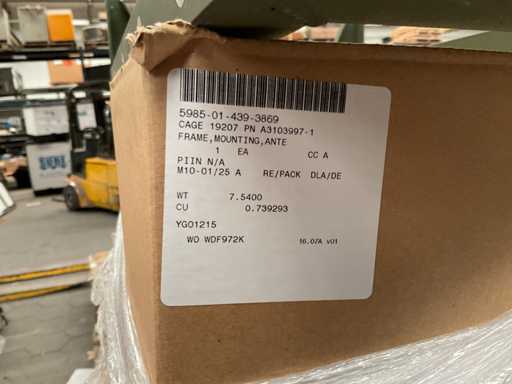 5985-01-439-3869
CAGE 19207 PN A3103997-1
FRAME,MOUNTING,ANTE
1 EA CC A
PIIN N/A
M10-01/25 A RE/PACK DLA/DE
WT 7.5400
CU 0.739293
YG01215
WO WDF972K 16.07A v01